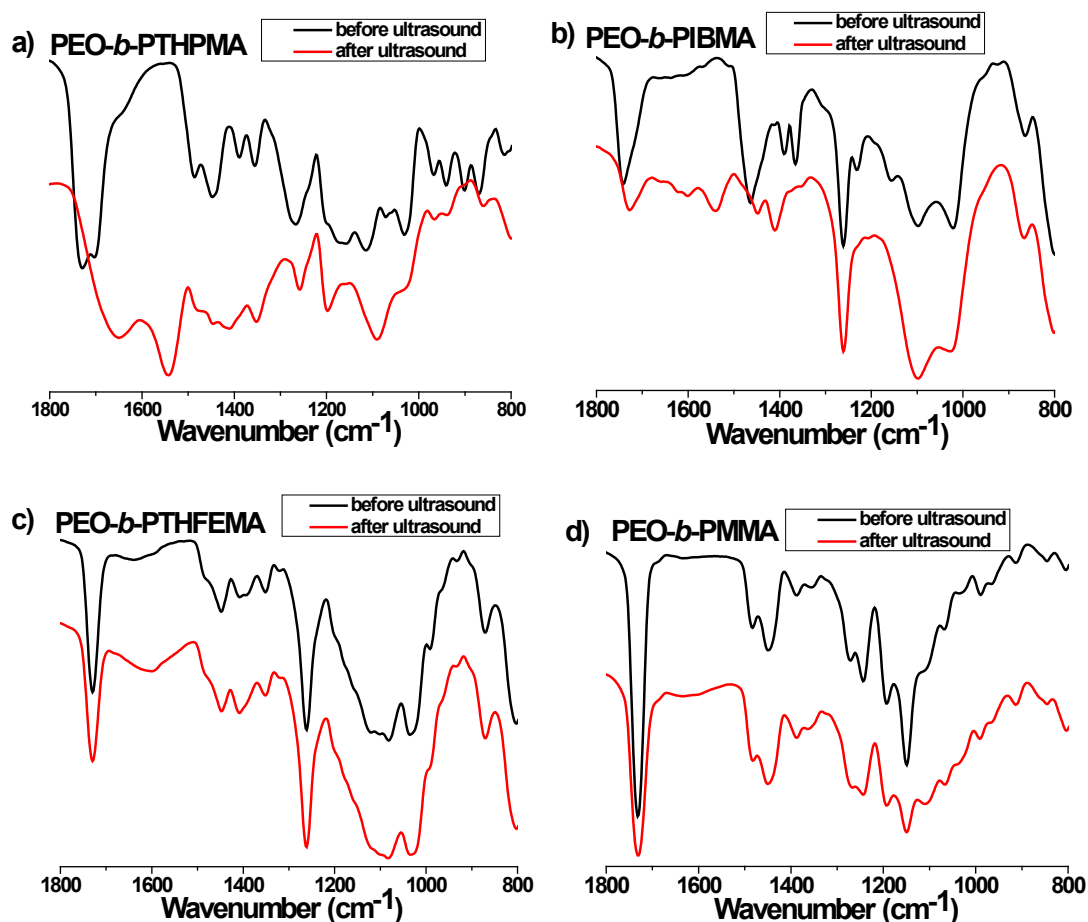 a) PEO-b-PTHPMA
before ultrasound
after ultrasound
1800 1600 1400 1200 1000 800
Wavenumber (cm⁻¹)
b) PEO-b-PIBMA
before ultrasound
after ultrasound
1800 1600 1400 1200 1000 800
Wavenumber (cm⁻¹)
c) PEO-b-PTHFEMA
before ultrasound
after ultrasound
1800 1600 1400 1200 1000 800
Wavenumber (cm⁻¹)
d) PEO-b-PMMA
before ultrasound
after ultrasound
1800 1600 1400 1200 1000 800
Wavenumber (cm⁻¹)